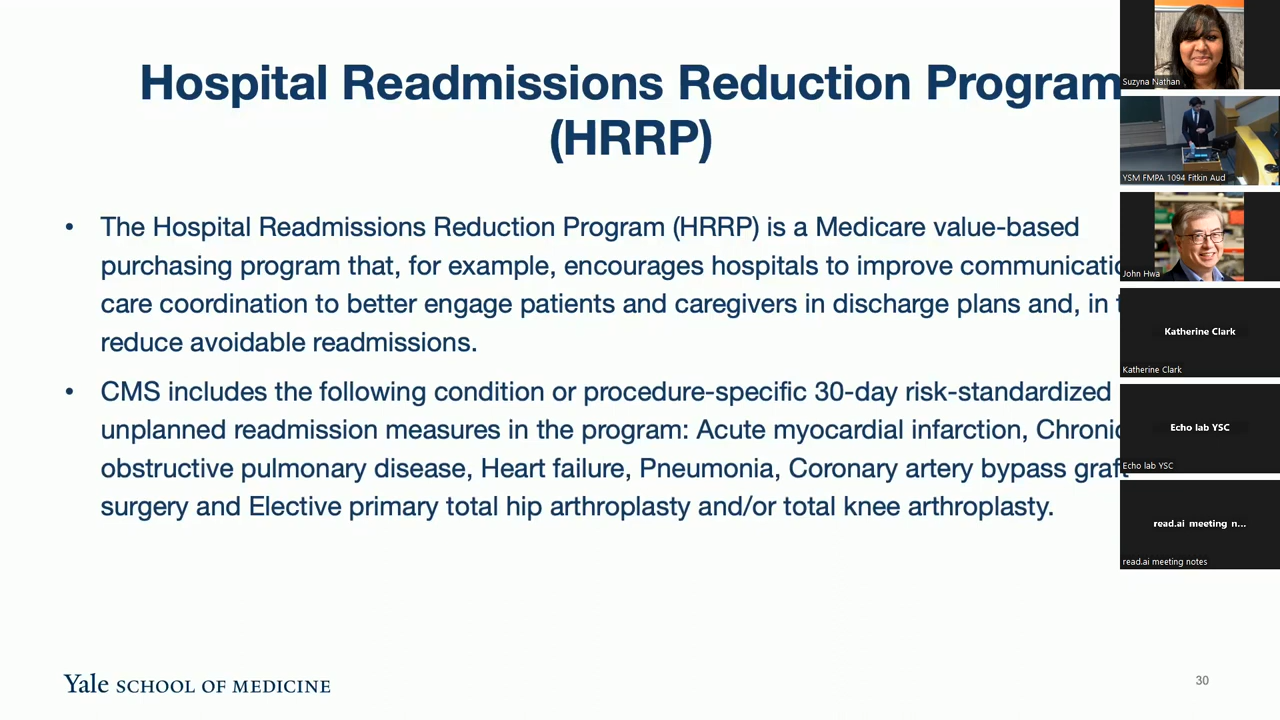 Hospital Readmissions Reduction Program
(HRRP)
• The Hospital Readmissions Reduction Program (HRRP) is a Medicare value-based
purchasing program that, for example, encourages hospitals to improve
care coordination to better engage patients and caregivers in discharge plans and, in
reduce avoidable readmissions.
• CMS includes the following condition or procedure-specific 30-day risk-standardized
unplanned readmission measures in the program: Acute myocardial infarction, Chronic
obstructive pulmonary disease, Heart failure, Pneumonia, Coronary artery bypass graft
surgery and Elective primary total hip arthroplasty and/or total knee arthroplasty.
Yale SCHOOL OF MEDICINE
30
Suzyna Nathan
YSM FMPA 1094 Fitkin Aud
John Hwa
Katherine Clark
Katherine Clark
Echo lab YSC
Echo lab YSC
read.ai meeting n...
read.ai meeting notes